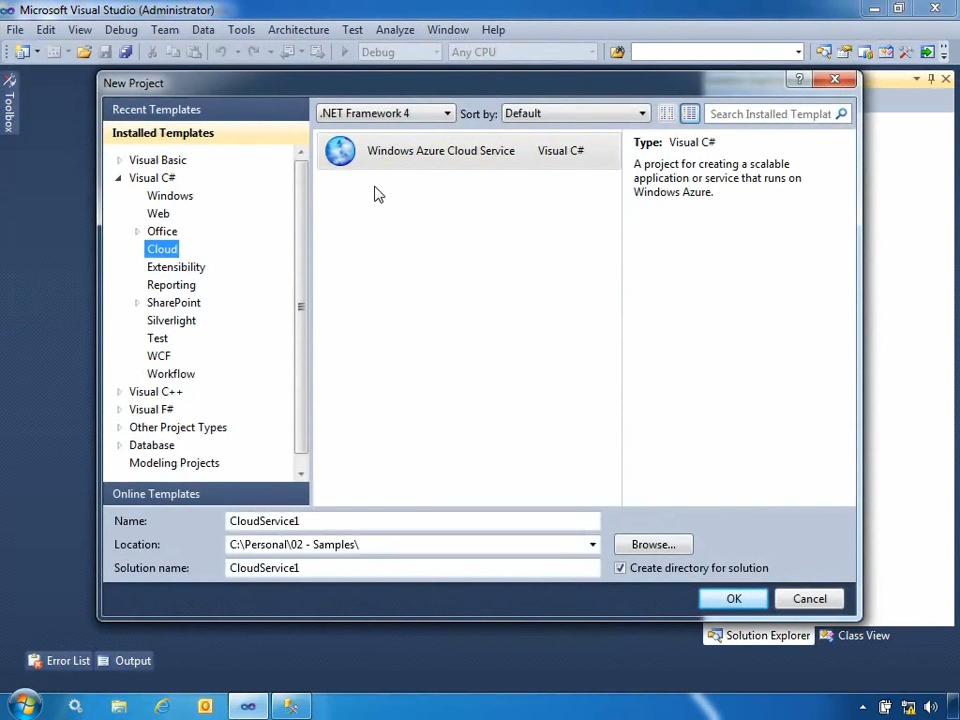 Microsoft Visual Studio (Administrator)
File Edit View Debug Team Data Tools Architecture Test Analyze Window Help
Debug Any CPU
Toolbox
New Project
Recent Templates
Installed Templates
Visual Basic
Visual C#
Windows
Web
Office
Cloud
Extensibility
Reporting
SharePoint
Silverlight
Test
WCF
Workflow
Visual C++
Visual F#
Other Project Types
Database
Modeling Projects
Online Templates
.NET Framework 4 Sort by: Default Search Installed Templat
Windows Azure Cloud Service Visual C#
Type: Visual C#
A project for creating a scalable
application or service that runs on
Windows Azure.
Name: CloudService1
Location: C:\Personal\02 - Samples\ Browse...
Solution name: CloudService1 Create directory for solution
OK Cancel
Solution Explorer Class View
Error List Output